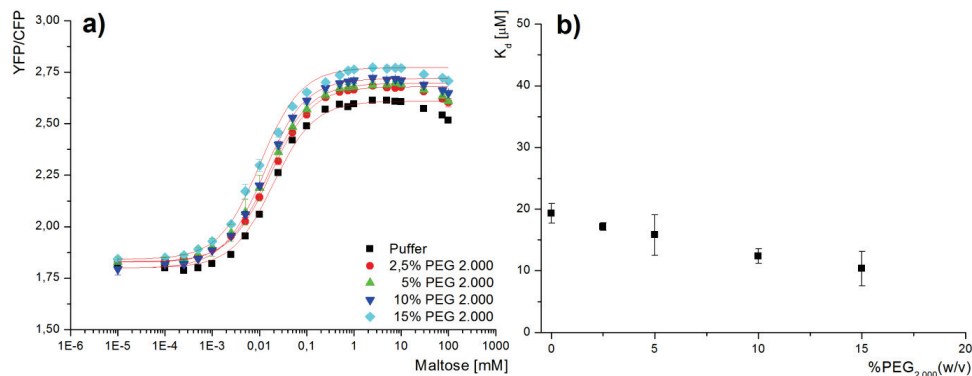 a)
YFP/CFP
3,00
2,75
2,50
2,25
2,00
1,75
1,50
Puffer
2,5% PEG 2.000
5% PEG 2.000
10% PEG 2.000
15% PEG 2.000
1E-6 1E-5 1E-4 1E-3 0,01 0,1 1 10 100 1000
Maltose [mM]
b)
K_d [µM]
50
40
30
20
10
0
0 5 10 15 20
%PEG_2.000(w/v)